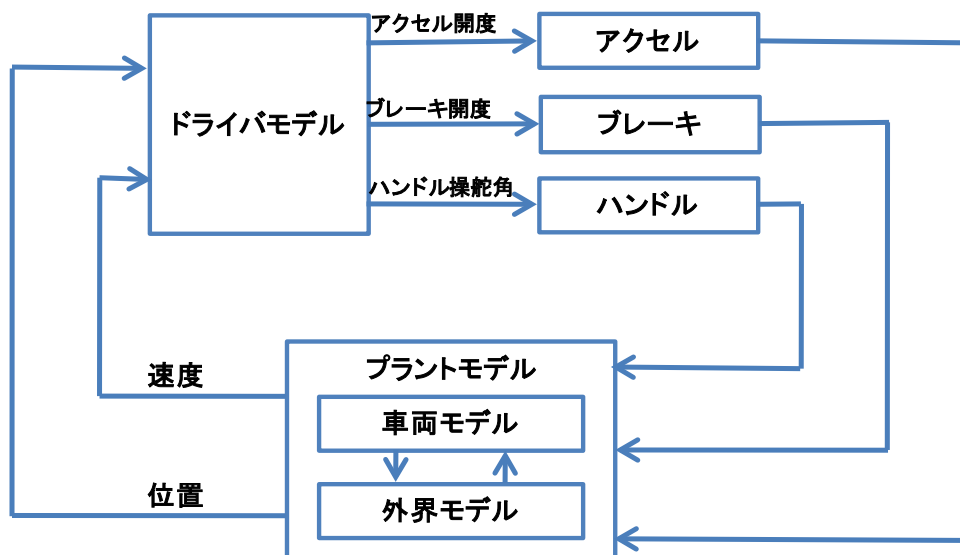 アクセル開度
アクセル
ドライバモデル
ブレーキ開度
ブレーキ
ハンドル操舵角
ハンドル
プラントモデル
速度
車両モデル
位置
外界モデル